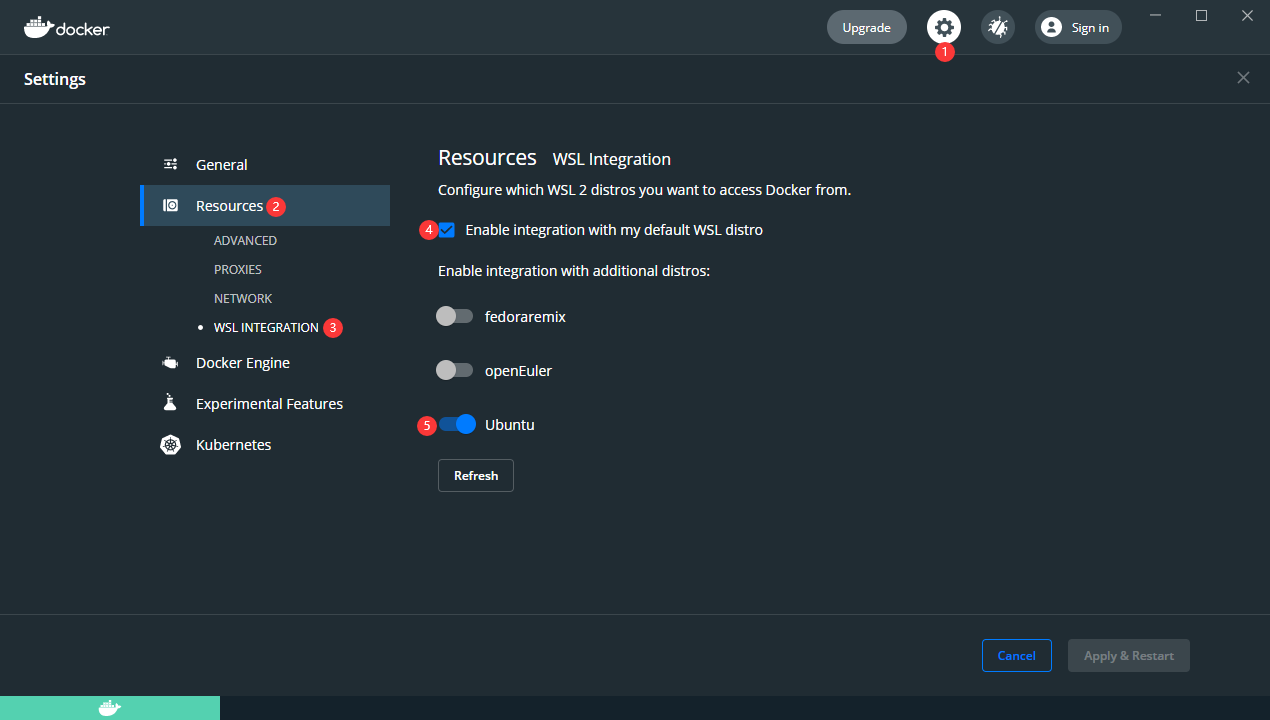 docker
Upgrade
Sign in
1
Settings
General
Resources 2
ADVANCED
PROXIES
NETWORK
WSL INTEGRATION 3
Docker Engine
Experimental Features
Kubernetes
Resources WSL Integration
Configure which WSL 2 distros you want to access Docker from.
4 Enable integration with my default WSL distro
Enable integration with additional distros:
fedoraremix
openEuler
5 Ubuntu
Refresh
Cancel
Apply & Restart